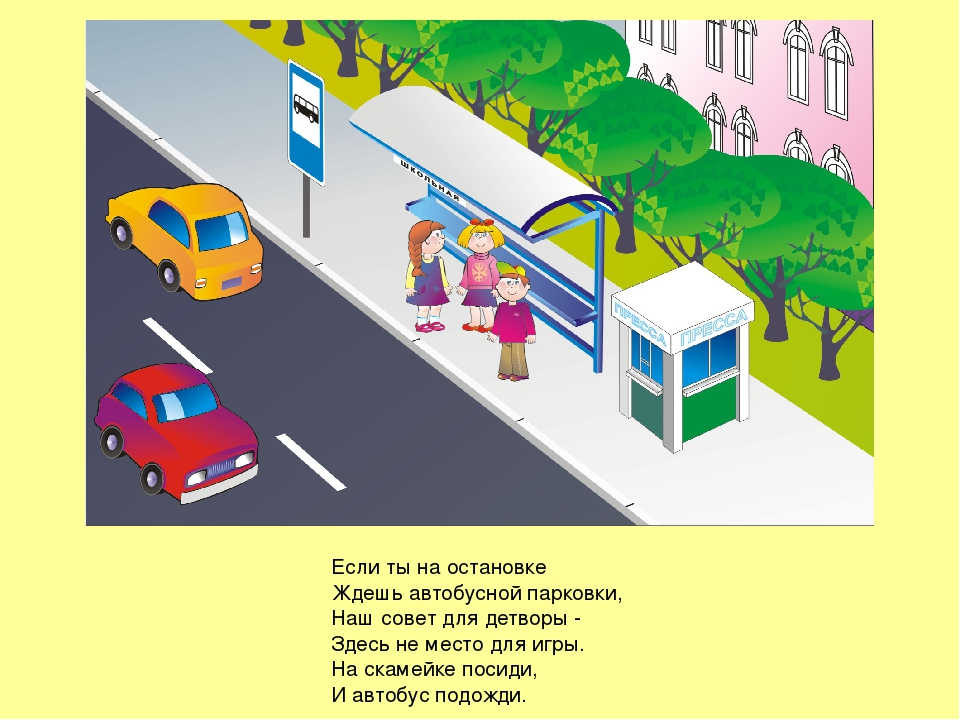 ШКОЛЬНАЯ
ПРЕССА ПРЕССА
Если ты на остановке
Ждешь автобусной парковки,
Наш совет для детворы -
Здесь не место для игры.
На скамейке посиди,
И автобус подожди.